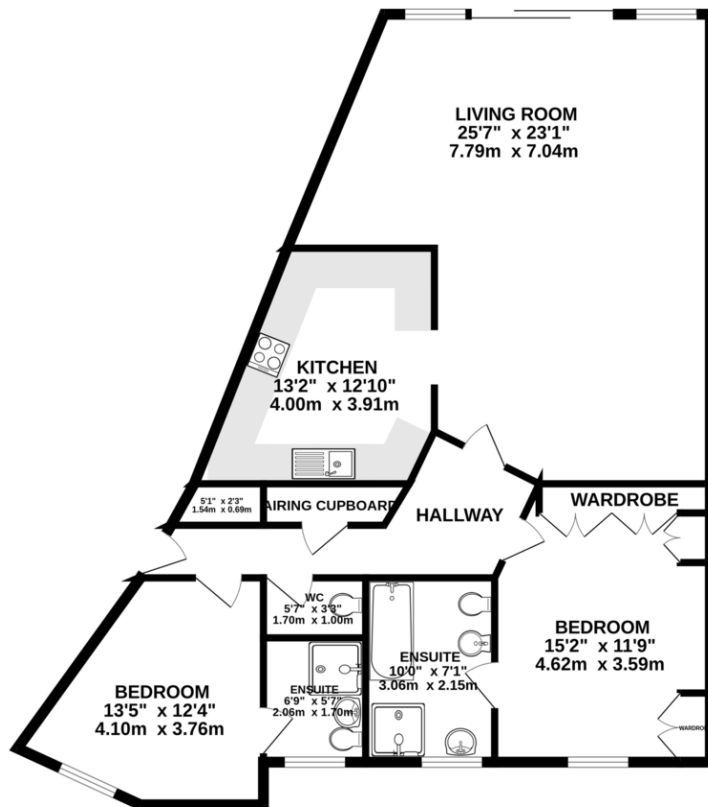 LIVING ROOM
25'7" x 23'1"
7.79m x 7.04m
KITCHEN
13'2" x 12'10"
4.00m x 3.91m
5'1" x 2'3"
1.54m x 0.69m
AIRING CUPBOARD
HALLWAY
WARDROBE
WC
5'7" x 3'3"
1.70m x 1.00m
BEDROOM
15'2" x 11'9"
4.62m x 3.59m
ENSUITE
10'0" x 7'1"
3.06m x 2.15m
BEDROOM
13'5" x 12'4"
4.10m x 3.76m
ENSUITE
6'9" x 5'7"
2.06m x 1.70m
WARDROBE